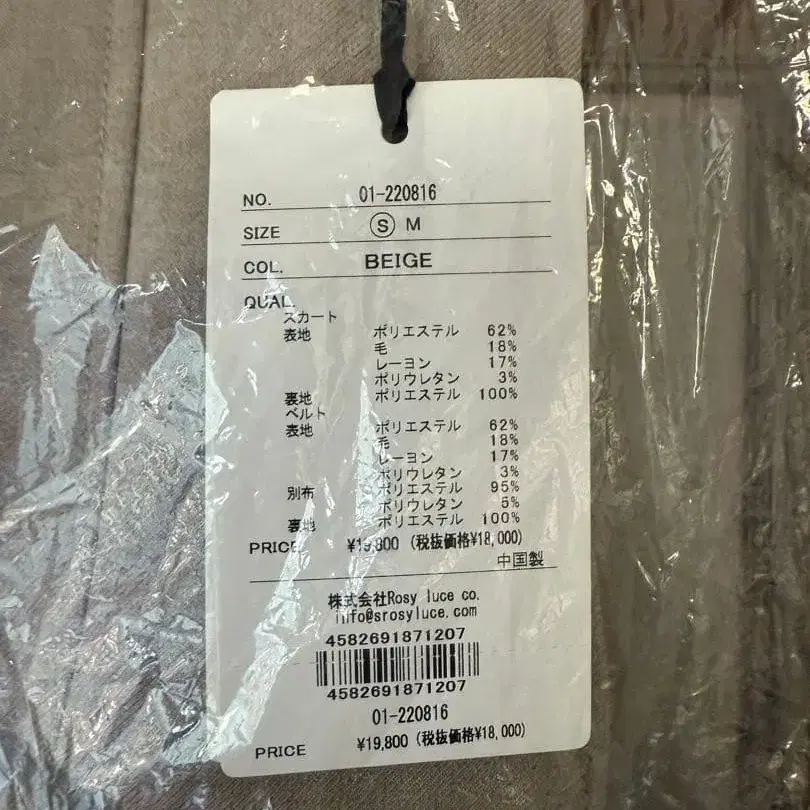 NO. 01-220816
SIZE Ⓢ M
COL. BEIGE
QUAL.
スカート
表地 ポリエステル 62%
毛 18%
レーヨン 17%
ポリウレタン 3%
裏地 ポリエステル 100%
ベルト
表地 ポリエステル 62%
毛 18%
レーヨン 17%
ポリウレタン 3%
別布 ポリエステル 95%
ポリウレタン 5%
裏地 ポリエステル 100%
PRICE ¥19,800 (税抜価格¥18,000)
中国製
株式会社Rosy luce co.
info@srosyluce.com
4582691871207
4582691871207
01-220816
PRICE ¥19,800 (税抜価格¥18,000)